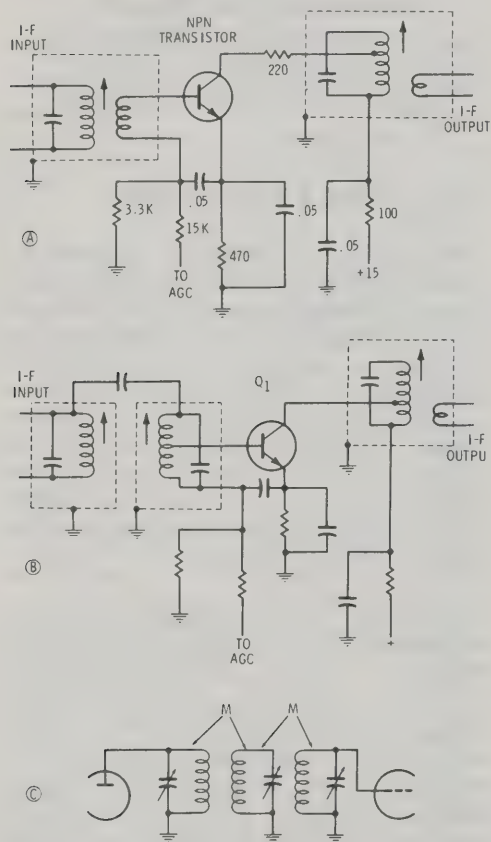 NPN
TRANSISTOR
I-F
INPUT
220
I-F
OUTPUT
3.3K
.05
15K
.05
470
.05
100
TO
AGC
+15
A
I-F
INPUT
Q1
I-F
OUTPU
TO
AGC
+
B
M
M
C